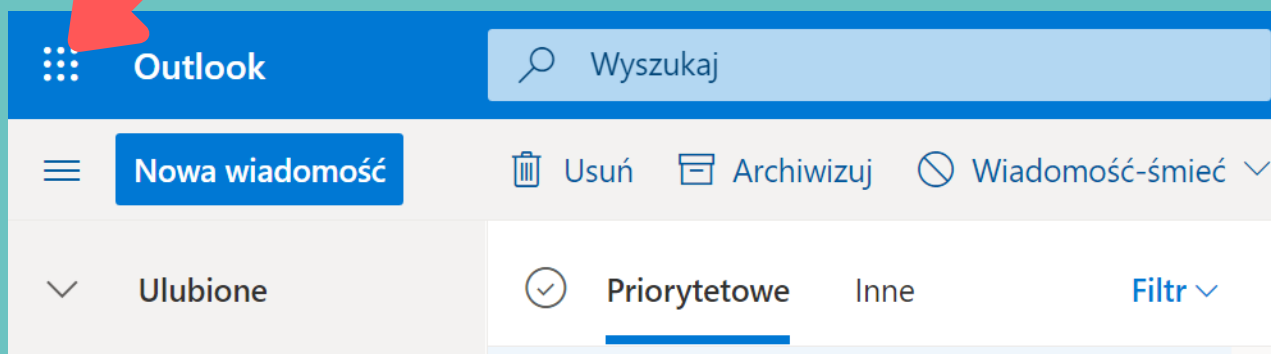 Outlook
Wyszukaj
Nowa wiadomość
Usuń
Archiwizuj
Wiadomość-śmieć
Ulubione
Priorytetowe
Inne
Filtr